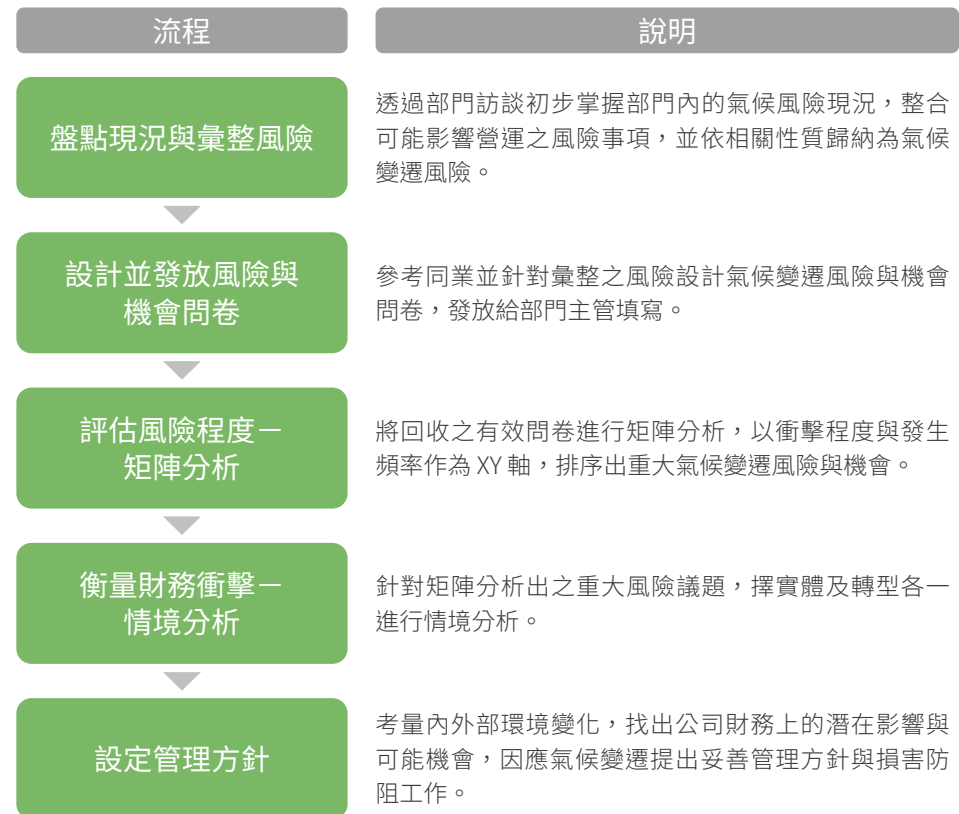 流程
說明
盤點現況與彙整風險
透過部門訪談初步掌握部門內的氣候風險現況，整合
可能影響營運之風險事項，並依相關性質歸納為氣候
變遷風險。
設計並發放風險與
機會問卷
參考同業並針對彙整之風險設計氣候變遷風險與機會
問卷，發放給部門主管填寫。
評估風險程度－
矩陣分析
將回收之有效問卷進行矩陣分析，以衝擊程度與發生
頻率作為 XY 軸，排序出重大氣候變遷風險與機會。
衡量財務衝擊－
情境分析
針對矩陣分析出之重大風險議題，擇實體及轉型各一
進行情境分析。
設定管理方針
考量內外部環境變化，找出公司財務上的潛在影響與
可能機會，因應氣候變遷提出妥善管理方針與損害防
阻工作。